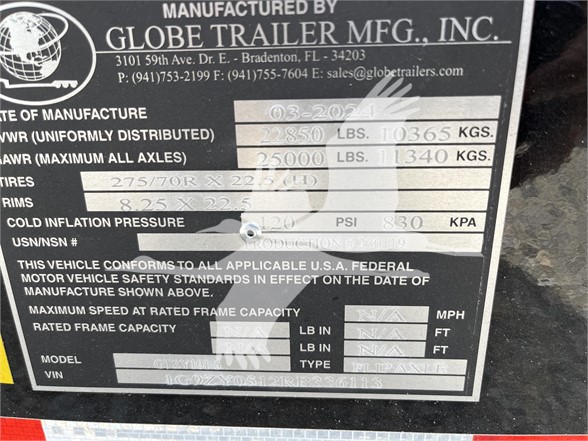 MANUFACTURED BY
GLOBE TRAILER MFG., INC.
3101 59th Ave. Dr. E. - Bradenton, FL - 34203
P: (941)753-2199 F: (941)755-7604 E: sales@globetrailers.com
ATE OF MANUFACTURE 03-2024
VWR (UNIFORMLY DISTRIBUTED) 22850 LBS. 10365 KGS.
AWR (MAXIMUM ALL AXLES) 25000 LBS. 11340 KGS.
TIRES 275/70R X 22.5 (H)
RIMS 8.25 X 22.5
COLD INFLATION PRESSURE 120 PSI 830 KPA
USN/NSN #
THIS VEHICLE CONFORMS TO ALL APPLICABLE U.S.A. FEDERAL
MOTOR VEHICLE SAFETY STANDARDS IN EFFECT ON THE DATE OF
MANUFACTURE SHOWN ABOVE.
MAXIMUM SPEED AT RATED FRAME CAPACITY N/A MPH
RATED FRAME CAPACITY N/A LB IN N/A FT
N/A LB IN N/A FT
MODEL TYPE FLIP AXLE
VIN